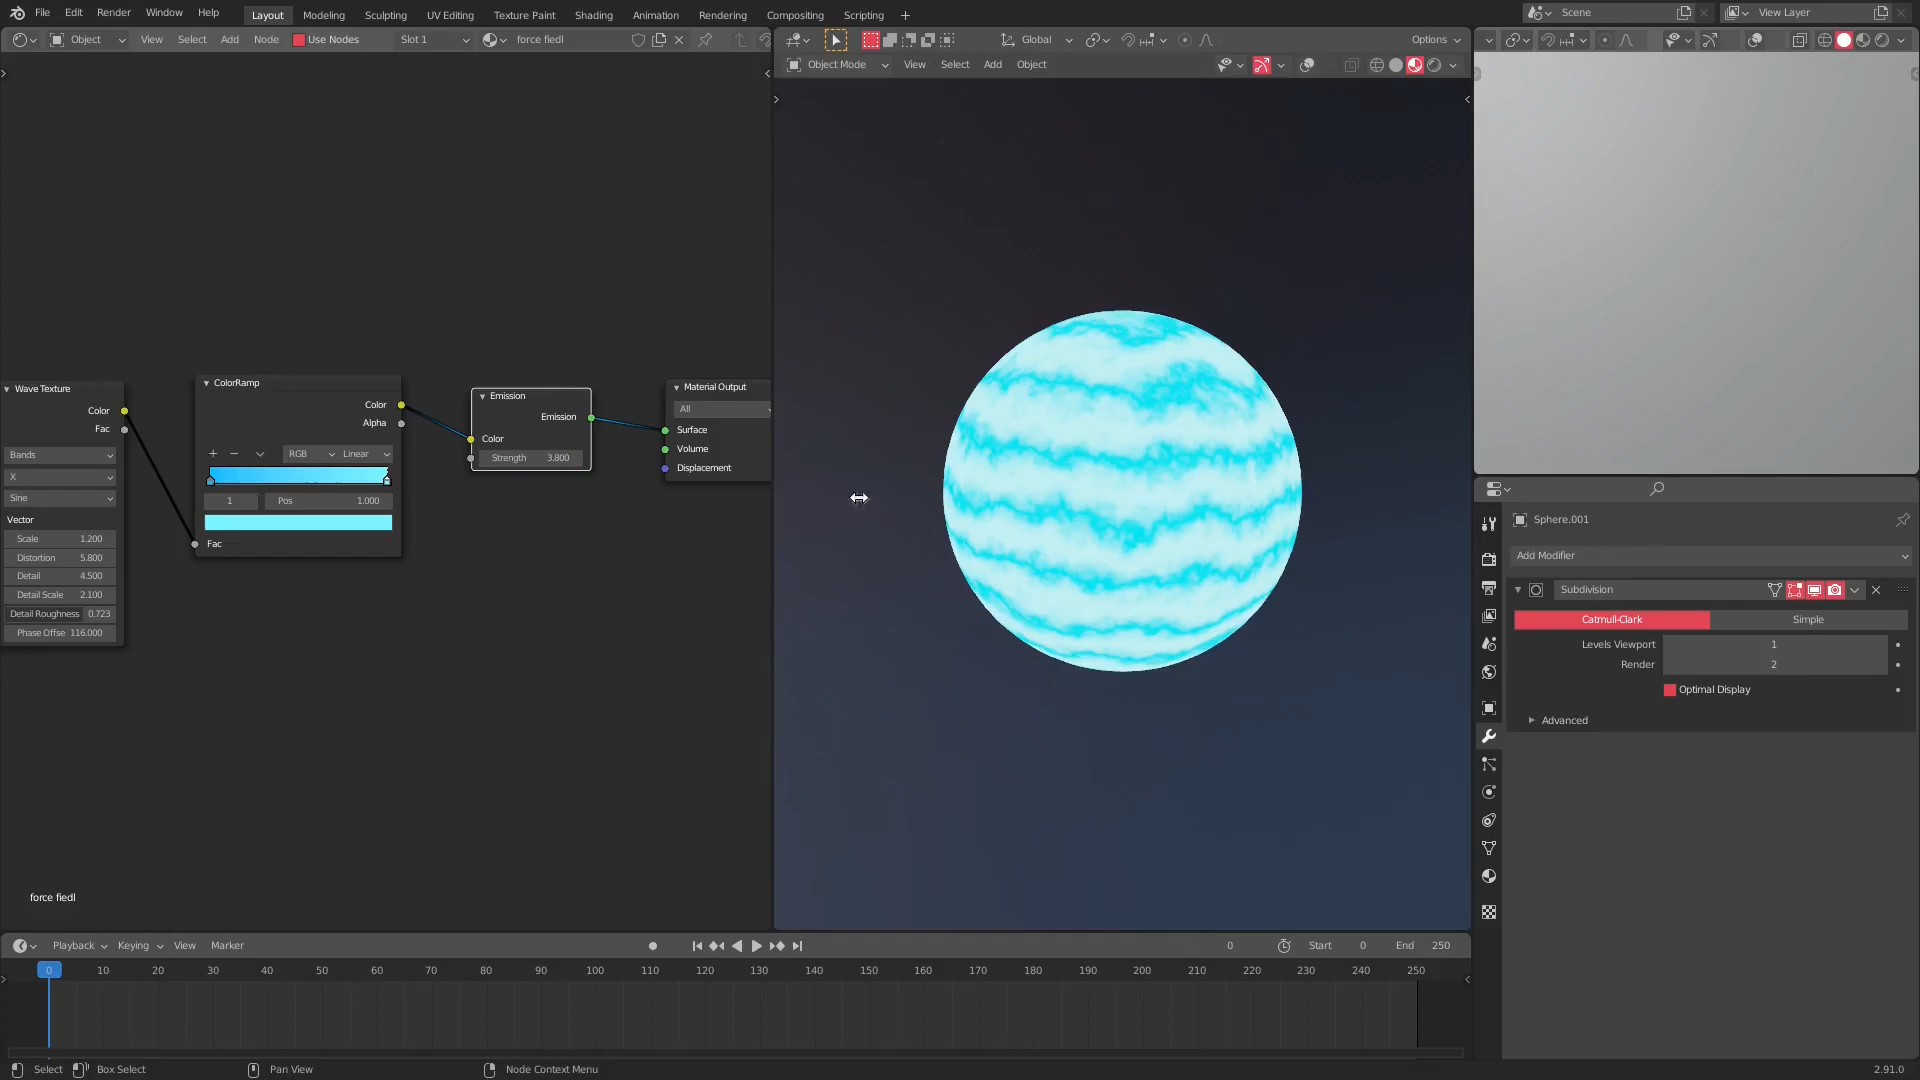 File Edit Render Window Help Layout Modeling Sculpting UV Editing Texture Paint Shading Animation Rendering Compositing Scripting + Scene View Layer
Object View Select Add Node Use Nodes Slot 1 force fiedl Global Options
Object Mode View Select Add Object
Wave Texture
Color
Fac
Bands
X
Sine
Vector
Scale 1.200
Distortion 5.800
Detail 4.500
Detail Scale 2.100
Detail Roughness 0.723
Phase Offse 116.000
ColorRamp
Color
Alpha
RGB Linear
1 Pos 1.000
Fac
Emission
Emission
Color
Strength 3.800
Material Output
All
Surface
Volume
Displacement
force fiedl
Sphere.001
Add Modifier
Subdivision
Catmull-Clark Simple
Levels Viewport 1
Render 2
Optimal Display
Advanced
Playback Keying View Marker 0 Start 0 End 250
0 10 20 30 40 50 60 70 80 90 100 110 120 130 140 150 160 170 180 190 200 210 220 230 240 250
Select Box Select Pan View Node Context Menu 2.91.0